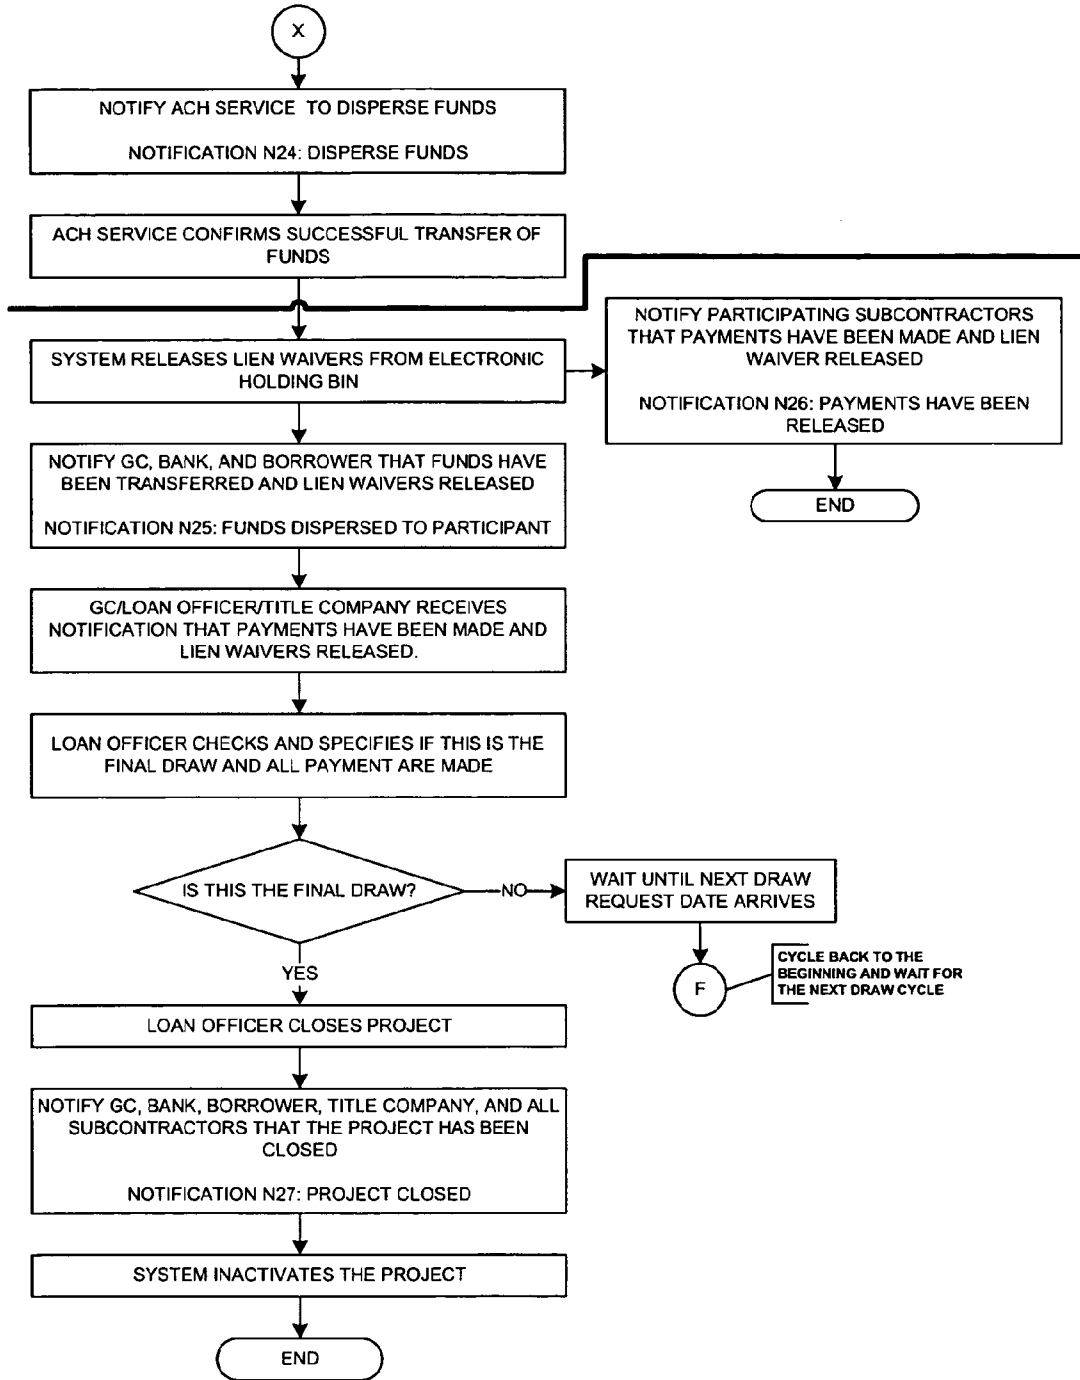 X
NOTIFY ACH SERVICE TO DISPERSE FUNDS
NOTIFICATION N24: DISPERSE FUNDS
ACH SERVICE CONFIRMS SUCCESSFUL TRANSFER OF
FUNDS
SYSTEM RELEASES LIEN WAIVERS FROM ELECTRONIC
HOLDING BIN
NOTIFY PARTICIPATING SUBCONTRACTORS
THAT PAYMENTS HAVE BEEN MADE AND LIEN
WAIVER RELEASED
NOTIFICATION N26: PAYMENTS HAVE BEEN
RELEASED
END
NOTIFY GC, BANK, AND BORROWER THAT FUNDS HAVE
BEEN TRANSFERRED AND LIEN WAIVERS RELEASED
NOTIFICATION N25: FUNDS DISPERSED TO PARTICIPANT
GC/LOAN OFFICER/TITLE COMPANY RECEIVES
NOTIFICATION THAT PAYMENTS HAVE BEEN MADE AND
LIEN WAIVERS RELEASED.
LOAN OFFICER CHECKS AND SPECIFIES IF THIS IS THE
FINAL DRAW AND ALL PAYMENT ARE MADE
IS THIS THE FINAL DRAW?
NO
WAIT UNTIL NEXT DRAW
REQUEST DATE ARRIVES
F
CYCLE BACK TO THE
BEGINNING AND WAIT FOR
THE NEXT DRAW CYCLE
YES
LOAN OFFICER CLOSES PROJECT
NOTIFY GC, BANK, BORROWER, TITLE COMPANY, AND ALL
SUBCONTRACTORS THAT THE PROJECT HAS BEEN
CLOSED
NOTIFICATION N27: PROJECT CLOSED
SYSTEM INACTIVATES THE PROJECT
END